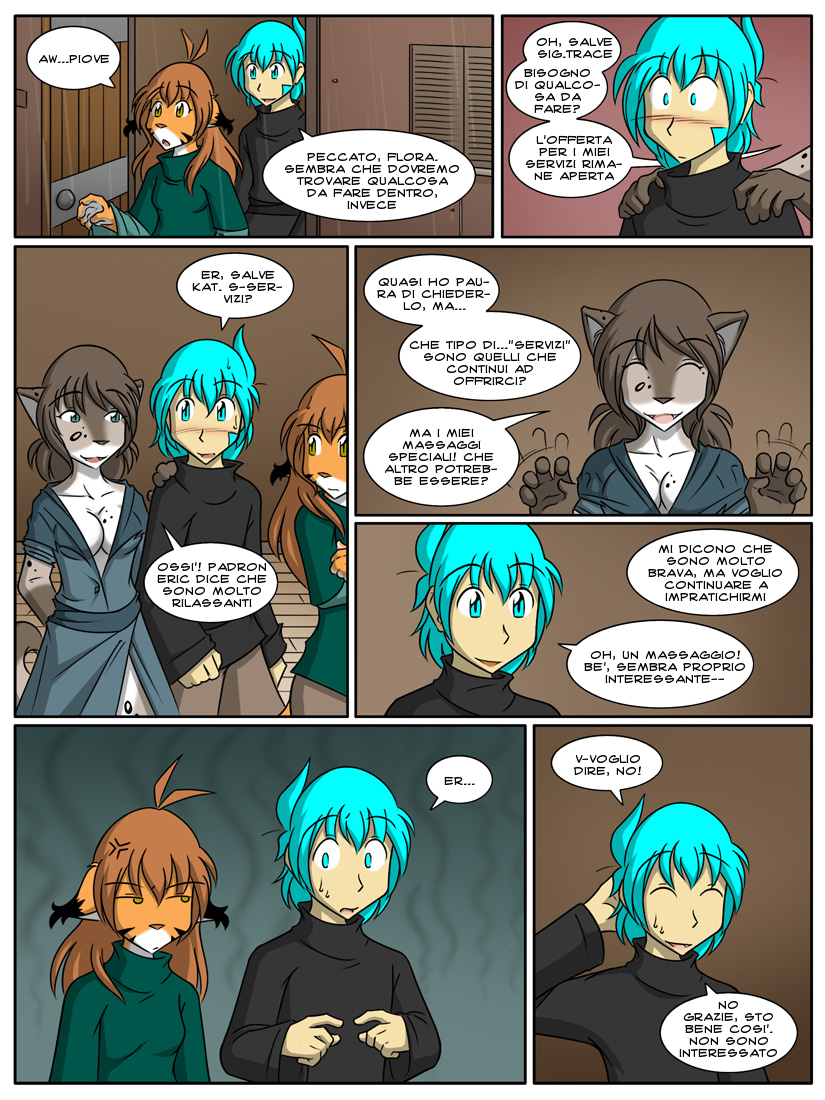 AW...PIOVE
PECCATO, FLORA.
SEMBRA CHE DOVREMO
TROVARE QUALCOSA
DA FARE DENTRO,
INVECE
OH, SALVE
SIG.TRACE
BISOGNO
DI QUALCO-
SA DA
FARE?
L'OFFERTA
PER I MIEI
SERVIZI RIMA-
NE APERTA
ER, SALVE
KAT. S-SER-
VIZI?
OSSI'! PADRON
ERIC DICE CHE
SONO MOLTO
RILASSANTI
QUASI HO PAU-
RA DI CHIEDER-
LO, MA...
CHE TIPO DI..."SERVIZI"
SONO QUELLI CHE
CONTINUI AD
OFFRIRCI?
MA I MIEI
MASSAGGI
SPECIALI! CHE
ALTRO POTREB-
BE ESSERE?
MI DICONO CHE
SONO MOLTO
BRAVA, MA VOGLIO
CONTINUARE A
IMPRATICHIRMI
OH, UN MASSAGGIO!
BE', SEMBRA PROPRIO
INTERESSANTE--
ER...
V-VOGLIO
DIRE, NO!
NO
GRAZIE, STO
BENE COSI'.
NON SONO
INTERESSATO